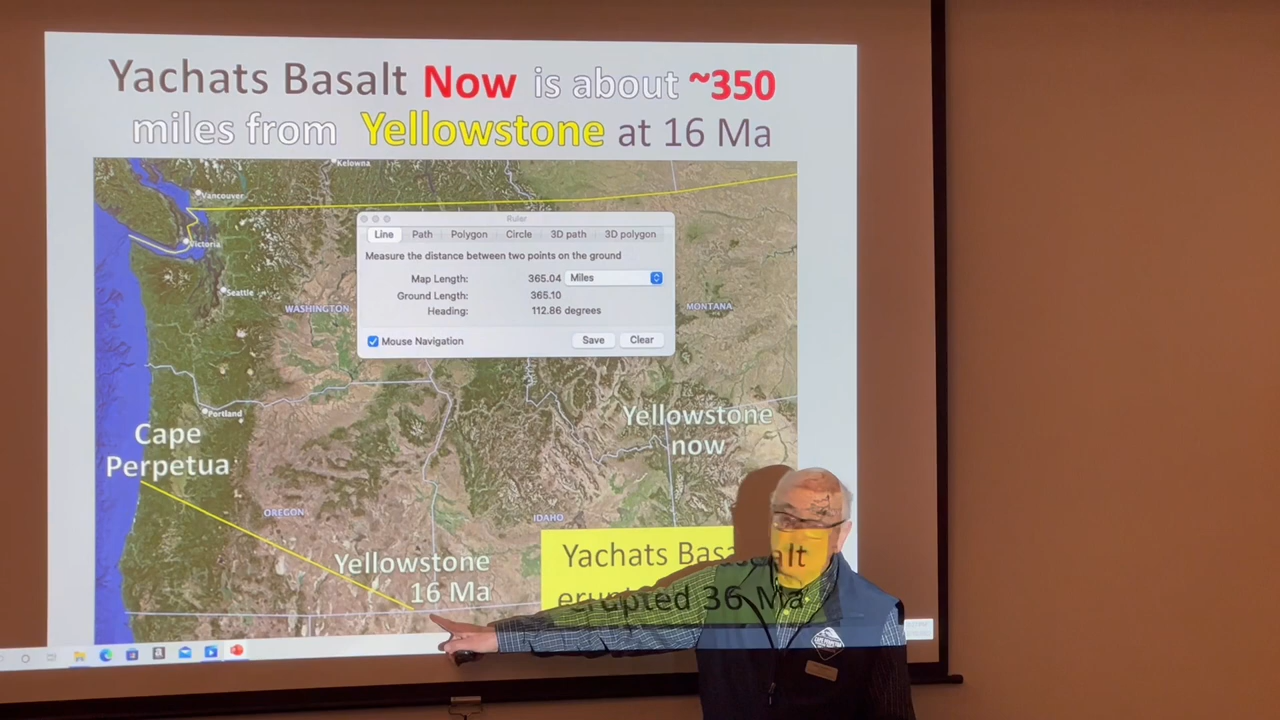 Yachats Basalt Now is about ~350
miles from Yellowstone at 16 Ma
Kelowna
Vancouver
Victoria
Seattle
WASHINGTON
MONTANA
Ruler
Line Path Polygon Circle 3D path 3D polygon
Measure the distance between two points on the ground
Map Length: 365.04 Miles
Ground Length: 365.10
Heading: 112.86 degrees
Mouse Navigation Save Clear
Portland
Cape
Perpetua
Yellowstone
now
OREGON
IDAHO
Yellowstone
16 Ma
Yachats Basalt
erupted 36 Ma
CAPE PERPETUA